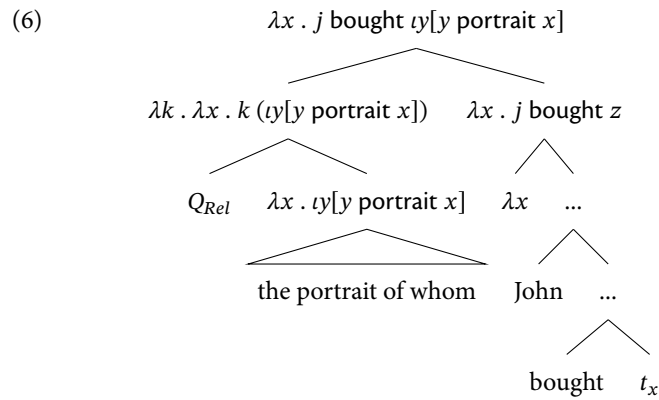 (6) λx . j bought ιy[y portrait x]
λk . λx . k (ιy[y portrait x]) λx . j bought z
Q_Rel λx . ιy[y portrait x] λx ...
the portrait of whom John ...
bought t_x